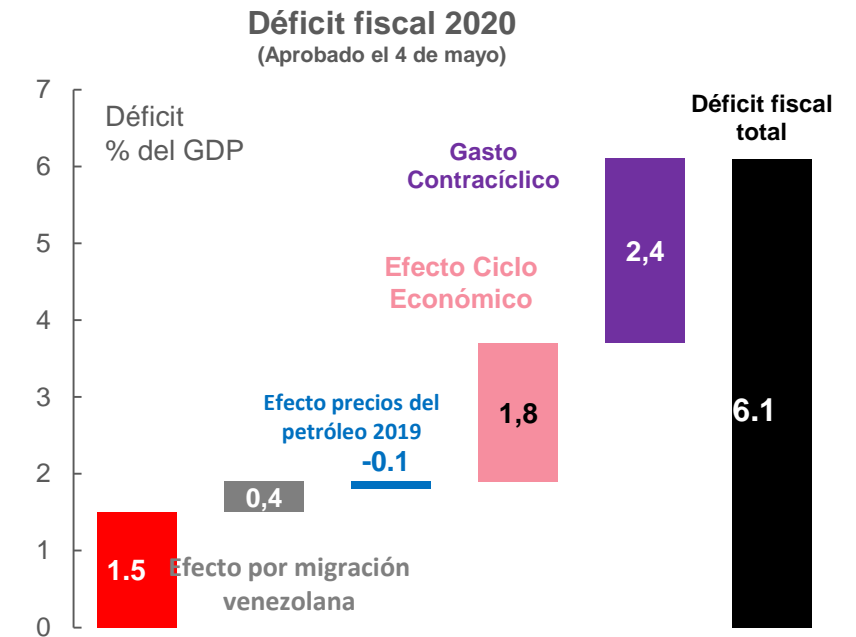 Déficit fiscal 2020
(Aprobado el 4 de mayo)
Déficit
% del GDP
7
6
5
4
3
2
1
0
1.5
0,4
Efecto por migración
venezolana
Efecto precios del
petróleo 2019
-0.1
Efecto Ciclo
Económico
1,8
Gasto
Contracíclico
2,4
Déficit fiscal
total
6.1